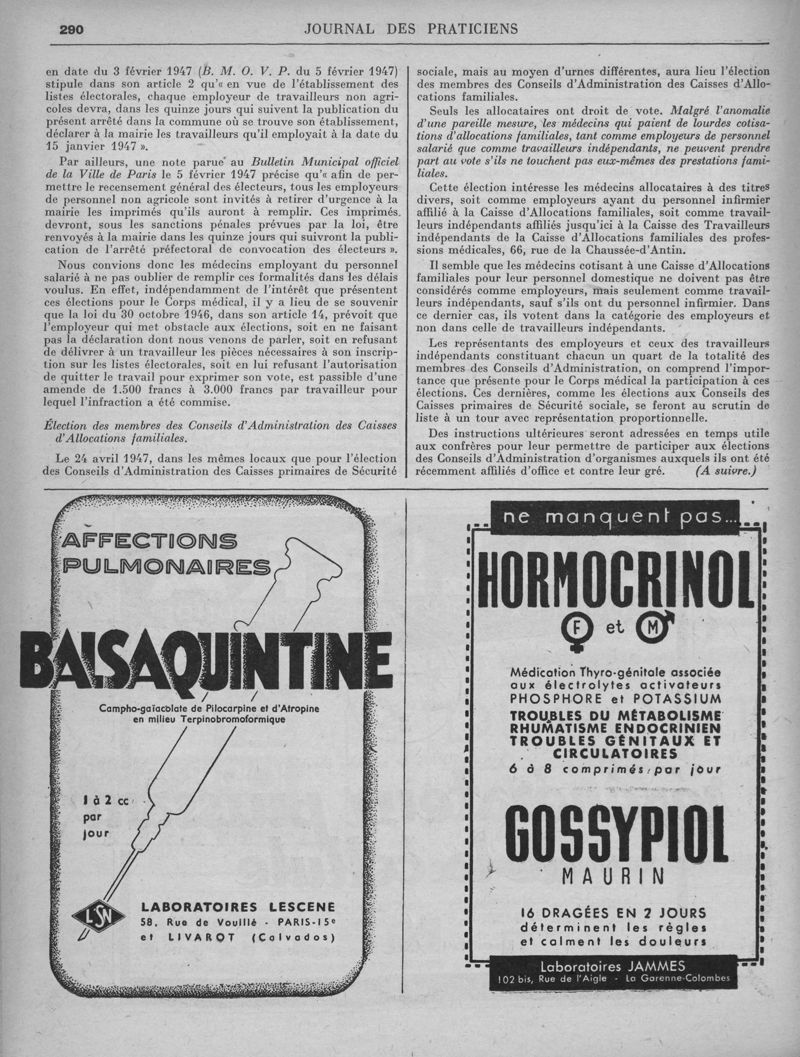 290
JOURNAL DES PRATICIENS
en date du 3 février 1947 (B. M. O. V. P. du 5 février 1947)
stipule dans son article 2 qu'« en vue de l'établissement des
listes électorales, chaque employeur de travailleurs non agri-
coles devra, dans les quinze jours qui suivent la publication du
présent arrêté dans la commune où se trouve son établissement,
déclarer à la mairie les travailleurs qu'il employait à la date du
15 janvier 1947 ».
Par ailleurs, une note parue au Bulletin Municipal officiel
de la Ville de Paris le 5 février 1947 précise qu'« afin de per-
mettre le recensement général des électeurs, tous les employeurs
de personnel non agricole sont invités à retirer d'urgence à la
mairie les imprimés qu'ils auront à remplir. Ces imprimés
devront, sous les sanctions pénales prévues par la loi, être
renvoyés à la mairie dans les quinze jours qui suivront la publi-
cation de l'arrêté préfectoral de convocation des électeurs ».
Nous convions donc les médecins employant du personnel
salarié à ne pas oublier de remplir ces formalités dans les délais
voulus. En effet, indépendamment de l'intérêt que présentent
ces élections pour le Corps médical, il y a lieu de se souvenir
que la loi du 30 octobre 1946, dans son article 14, prévoit que
l'employeur qui met obstacle aux élections, soit en ne faisant
pas la déclaration dont nous venons de parler, soit en refusant
de délivrer à un travailleur les pièces nécessaires à son inscrip-
tion sur les listes électorales, soit en lui refusant l'autorisation
de quitter le travail pour exprimer son vote, est passible d'une
amende de 1.500 francs à 3.000 francs par travailleur pour
lequel l'infraction a été commise.
Élection des membres des Conseils d'Administration des Caisses
d'Allocations familiales.
Le 24 avril 1947, dans les mêmes locaux que pour l'élection
des Conseils d'Administration des Caisses primaires de Sécurité
sociale, mais au moyen d'urnes différentes, aura lieu l'élection
des membres des Conseils d'Administration des Caisses d'Allo-
cations familiales.
Seuls les allocataires ont droit de vote. Malgré l'anomalie
d'une pareille mesure, les médecins qui paient de lourdes cotisa-
tions d'allocations familiales, tant comme employeurs de personnel
salarié que comme travailleurs indépendants, ne peuvent prendre
part au vote s'ils ne touchent pas eux-mêmes des prestations fami-
liales.
Cette élection intéresse les médecins allocataires à des titres
divers, soit comme employeurs ayant du personnel infirmier
affilié à la Caisse d'Allocations familiales, soit comme travail-
leurs indépendants affiliés jusqu'ici à la Caisse des Travailleurs
indépendants de la Caisse d'Allocations familiales des profes-
sions médicales, 66, rue de la Chaussée-d'Antin.
Il semble que les médecins cotisant à une Caisse d'Allocations
familiales pour leur personnel domestique ne doivent pas être
considérés comme employeurs, mais seulement comme travail-
leurs indépendants, sauf s'ils ont du personnel infirmier. Dans
ce dernier cas, ils votent dans la catégorie des employeurs et
non dans celle de travailleurs indépendants.
Les représentants des employeurs et ceux des travailleurs
indépendants constituant chacun un quart de la totalité des
membres des Conseils d'Administration, on comprend l'impor-
tance que présente pour le Corps médical la participation à ces
élections. Ces dernières, comme les élections aux Conseils des
Caisses primaires de Sécurité sociale, se feront au scrutin de
liste à un tour avec représentation proportionnelle.
Des instructions ultérieures seront adressées en temps utile
aux confrères pour leur permettre de participer aux élections
des Conseils d'Administration d'organismes auxquels ils ont été
récemment affiliés d'office et contre leur gré. (A suivre.)
AFFECTIONS
PULMONAIRES
BALSAQUINTINE
Campho-gaïacolate de Pilocarpine et d'Atropine
en milieu Terpinobromoformique
1 à 2 cc
par
jour
LSN
LABORATOIRES LESCENE
58, Rue de Vouillé - PARIS-15e
et LIVAROT (Calvados)
ne manquent pas...
HORMOCRINOL
F et M
Médication Thyro-génitale associée
aux électrolytes activateurs
PHOSPHORE et POTASSIUM
TROUBLES DU MÉTABOLISME
RHUMATISME ENDOCRINIEN
TROUBLES GÉNITAUX ET
CIRCULATOIRES
6 à 8 comprimés par jour
GOSSYPIOL
MAURIN
16 DRAGÉES EN 2 JOURS
déterminent les règles
et calment les douleurs
Laboratoires JAMMES
102 bis, Rue de l'Aigle - La Garenne-Colombes